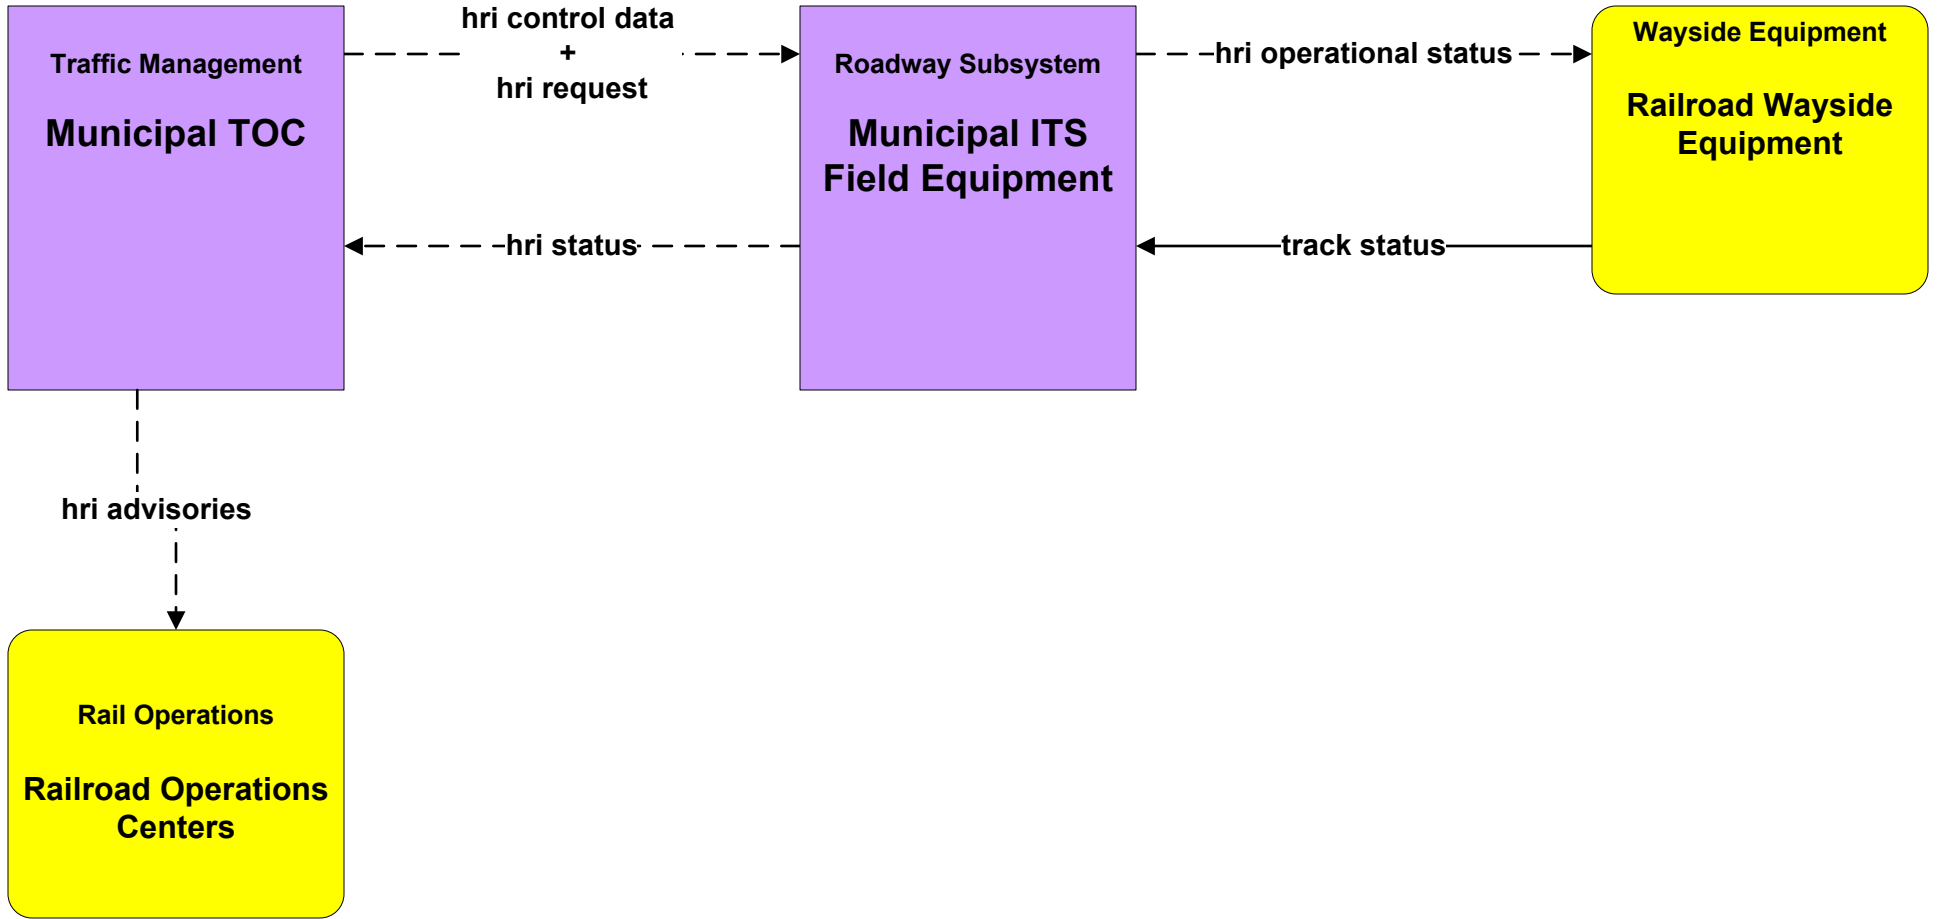 Traffic Management
Municipal TOC
hri control data
+
hri request
Roadway Subsystem
Municipal ITS
Field Equipment
hri operational status
Wayside Equipment
Railroad Wayside
Equipment
hri status
track status
hri advisories
Rail Operations
Railroad Operations
Centers